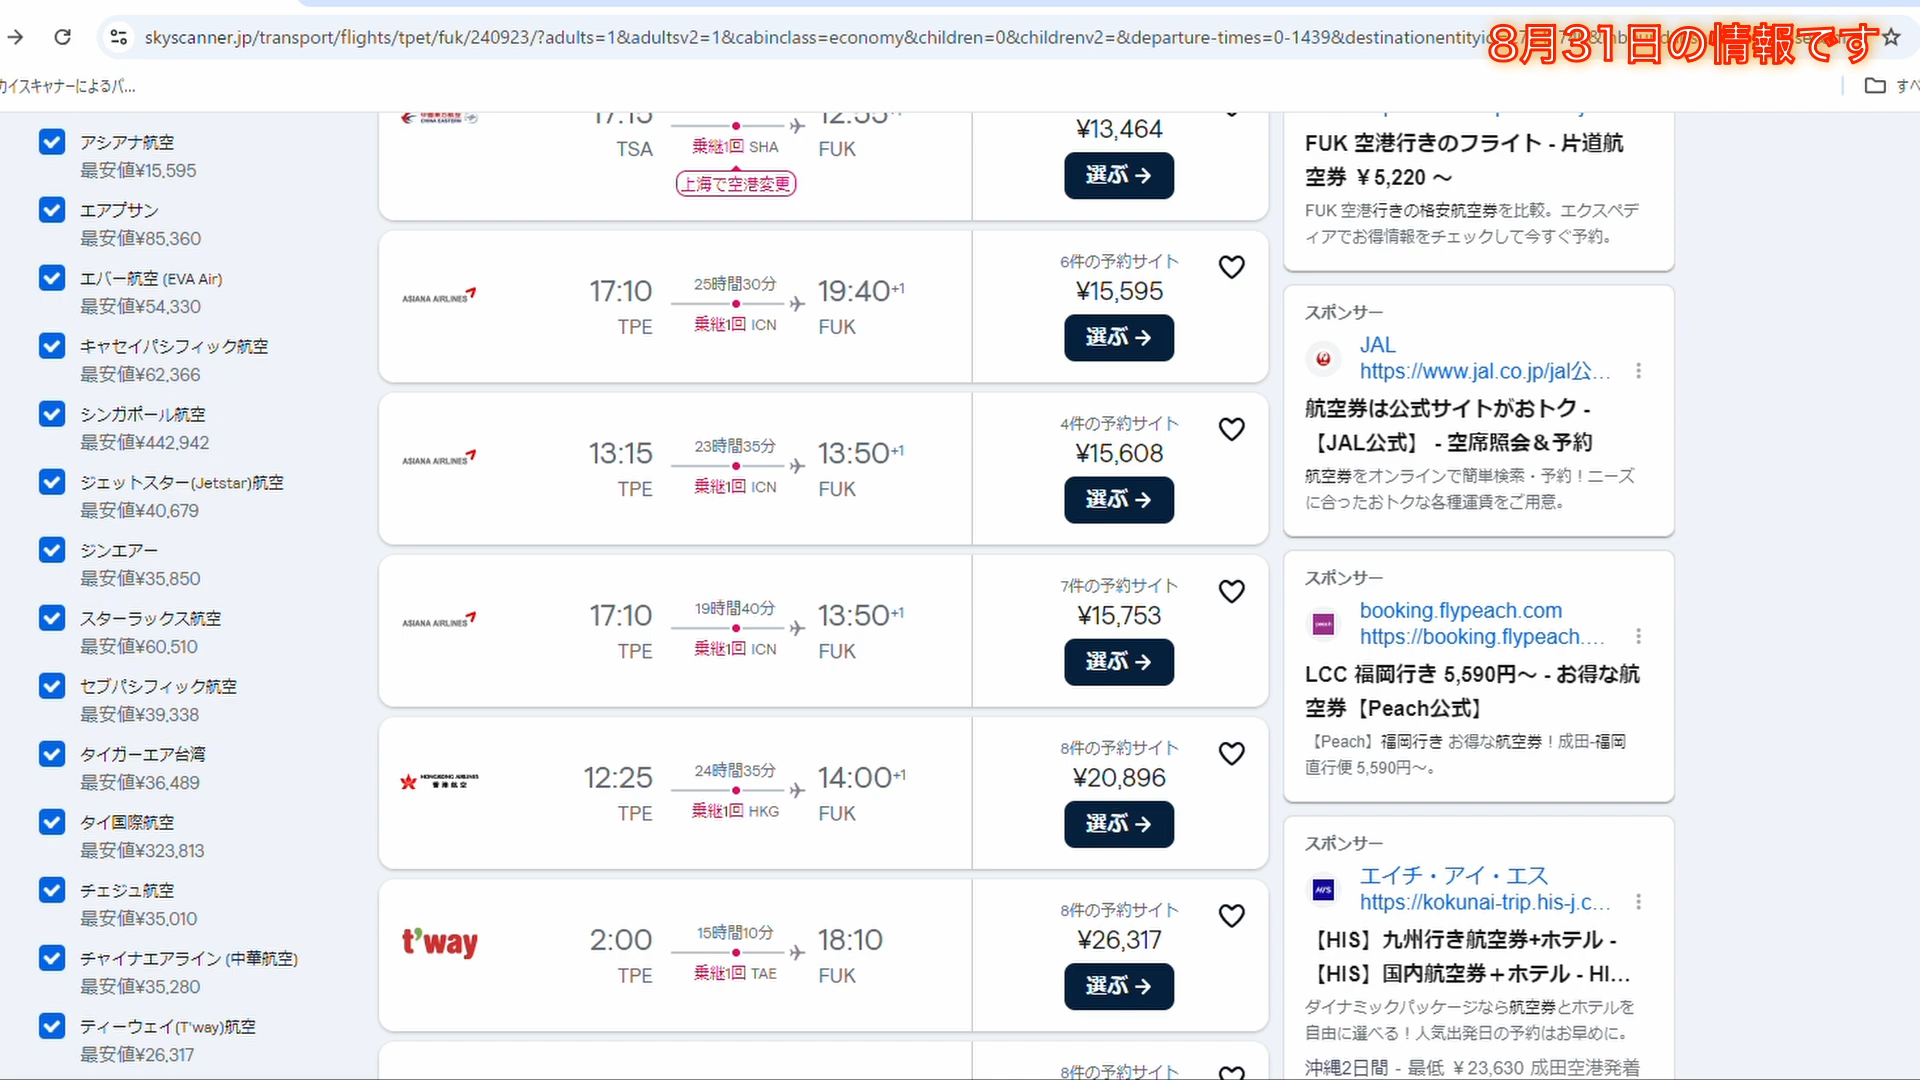 skyscanner.jp/transport/flights/tpet/fuk/240923/?adults=1&adultsv2=1&cabinclass=economy&children=0&childrenv2=&departure-times=0-1439&destinationentityid
8月31日の情報です
カイスキャナーによるパ...
すべ
アシアナ航空
最安値¥15,595
エアプサン
最安値¥85,360
エバー航空 (EVA Air)
最安値¥54,330
キャセイパシフィック航空
最安値¥62,366
シンガポール航空
最安値¥442,942
ジェットスター(Jetstar)航空
最安値¥40,679
ジンエアー
最安値¥35,850
スターラックス航空
最安値¥60,510
セブパシフィック航空
最安値¥39,338
タイガーエア台湾
最安値¥36,489
タイ国際航空
最安値¥323,813
チェジュ航空
最安値¥35,010
チャイナエアライン (中華航空)
最安値¥35,280
ティーウェイ(T'way)航空
最安値¥26,317
中國東方航空
CHINA EASTERN
17:15
12:55+1
TSA
乗継1回 SHA
FUK
上海で空港変更
¥13,464
選ぶ →
ASIANA AIRLINES
17:10
25時間30分
19:40+1
TPE
乗継1回 ICN
FUK
6件の予約サイト
¥15,595
選ぶ →
ASIANA AIRLINES
13:15
23時間35分
13:50+1
TPE
乗継1回 ICN
FUK
4件の予約サイト
¥15,608
選ぶ →
ASIANA AIRLINES
17:10
19時間40分
13:50+1
TPE
乗継1回 ICN
FUK
7件の予約サイト
¥15,753
選ぶ →
HONGKONG AIRLINES
香港航空
12:25
24時間35分
14:00+1
TPE
乗継1回 HKG
FUK
8件の予約サイト
¥20,896
選ぶ →
t'way
2:00
15時間10分
18:10
TPE
乗継1回 TAE
FUK
8件の予約サイト
¥26,317
選ぶ →
8件の予約サイト
FUK 空港行きのフライト - 片道航
空券 ￥5,220 ～
FUK 空港行きの格安航空券を比較。エクスペデ
ィアでお得情報をチェックして今すぐ予約。
スポンサー
JAL
https://www.jal.co.jp/jal公...
航空券は公式サイトがおトク -
【JAL公式】 - 空席照会＆予約
航空券をオンラインで簡単検索・予約！ニーズ
に合ったおトクな各種運賃をご用意。
スポンサー
peach
booking.flypeach.com
https://booking.flypeach....
LCC 福岡行き 5,590円～ - お得な航
空券【Peach公式】
【Peach】福岡行き お得な航空券！成田-福岡
直行便 5,590円～。
スポンサー
HIS
エイチ・アイ・エス
https://kokunai-trip.his-j.c...
【HIS】九州行き航空券+ホテル -
【HIS】国内航空券＋ホテル - HI...
ダイナミックパッケージなら航空券とホテルを
自由に選べる！人気出発日の予約はお早めに。
沖縄2日間 - 最低 ￥23,630 成田空港発着